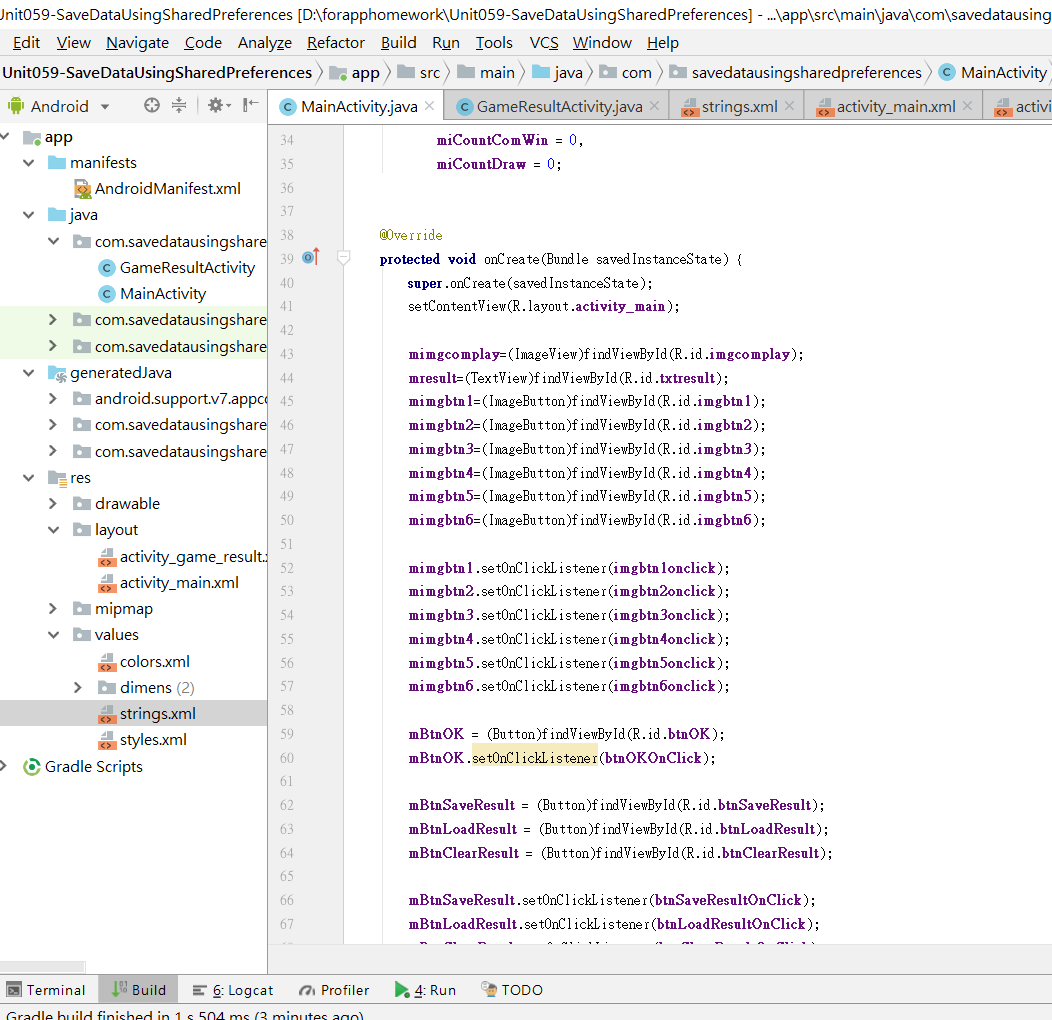 Unit059-SaveDataUsingSharedPreferences [D:\forapphomework\Unit059-SaveDataUsingSharedPreferences] - ...\app\src\main\java\com\savedatausing
Edit View Navigate Code Analyze Refactor Build Run Tools VCS Window Help
Unit059-SaveDataUsingSharedPreferences app src main java com savedatausingsharedpreferences MainActivity
Android
MainActivity.java GameResultActivity.java strings.xml activity_main.xml activi
app
manifests
AndroidManifest.xml
java
com.savedatausingshare
GameResultActivity
MainActivity
com.savedatausingshare
com.savedatausingshare
generatedJava
android.support.v7.appco
com.savedatausingshare
com.savedatausingshare
res
drawable
layout
activity_game_result.x
activity_main.xml
mipmap
values
colors.xml
dimens (2)
strings.xml
styles.xml
Gradle Scripts
34 miCountComWin = 0,
35 miCountDraw = 0;
36
37
38 @Override
39 protected void onCreate(Bundle savedInstanceState) {
40 super.onCreate(savedInstanceState);
41 setContentView(R.layout.activity_main);
42
43 mimgcomplay=(ImageView)findViewById(R.id.imgcomplay);
44 mresult=(TextView)findViewById(R.id.txtresult);
45 mimgbtn1=(ImageButton)findViewById(R.id.imgbtn1);
46 mimgbtn2=(ImageButton)findViewById(R.id.imgbtn2);
47 mimgbtn3=(ImageButton)findViewById(R.id.imgbtn3);
48 mimgbtn4=(ImageButton)findViewById(R.id.imgbtn4);
49 mimgbtn5=(ImageButton)findViewById(R.id.imgbtn5);
50 mimgbtn6=(ImageButton)findViewById(R.id.imgbtn6);
51
52 mimgbtn1.setOnClickListener(imgbtn1onclick);
53 mimgbtn2.setOnClickListener(imgbtn2onclick);
54 mimgbtn3.setOnClickListener(imgbtn3onclick);
55 mimgbtn4.setOnClickListener(imgbtn4onclick);
56 mimgbtn5.setOnClickListener(imgbtn5onclick);
57 mimgbtn6.setOnClickListener(imgbtn6onclick);
58
59 mBtnOK = (Button)findViewById(R.id.btnOK);
60 mBtnOK.setOnClickListener(btnOKOnClick);
61
62 mBtnSaveResult = (Button)findViewById(R.id.btnSaveResult);
63 mBtnLoadResult = (Button)findViewById(R.id.btnLoadResult);
64 mBtnClearResult = (Button)findViewById(R.id.btnClearResult);
65
66 mBtnSaveResult.setOnClickListener(btnSaveResultOnClick);
67 mBtnLoadResult.setOnClickListener(btnLoadResultOnClick);
Terminal Build 6: Logcat Profiler 4: Run TODO
Gradle build finished in 1 s 504 ms (3 minutes ago)